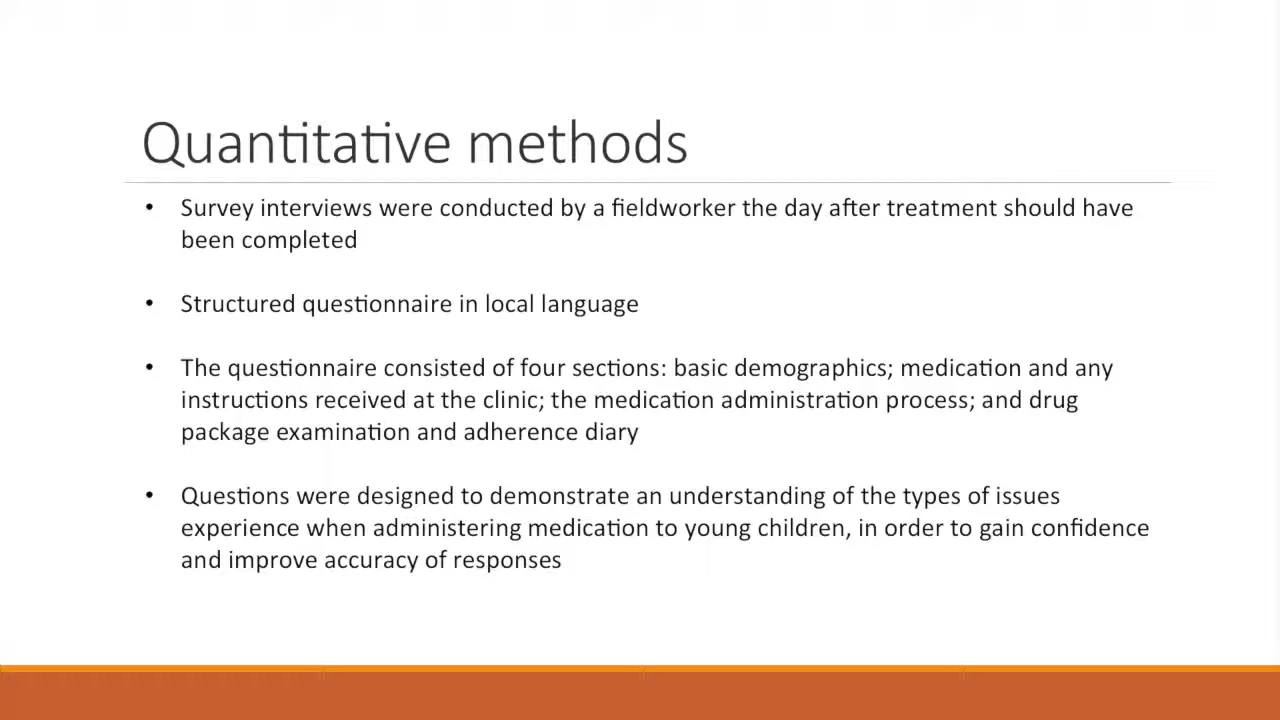 Quantitative methods
• Survey interviews were conducted by a fieldworker the day after treatment should have
been completed
• Structured questionnaire in local language
• The questionnaire consisted of four sections: basic demographics; medication and any
instructions received at the clinic; the medication administration process; and drug
package examination and adherence diary
• Questions were designed to demonstrate an understanding of the types of issues
experience when administering medication to young children, in order to gain confidence
and improve accuracy of responses